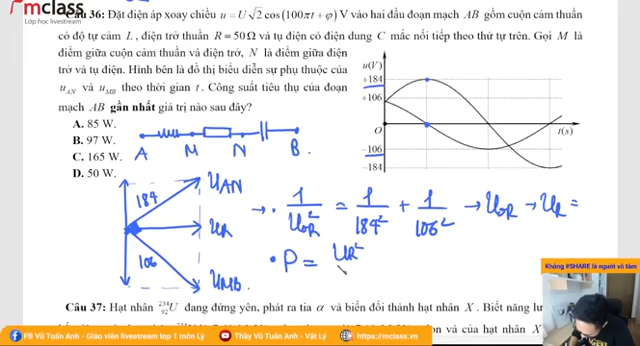 mclass
Lớp học livestream
Câu 36: Đặt điện áp xoay chiều u = U√2 cos(100πt + φ) V vào hai đầu đoạn mạch AB gồm cuộn cảm thuần
có độ tự cảm L, điện trở thuần R = 50Ω và tụ điện có điện dung C mắc nối tiếp theo thứ tự trên. Gọi M là
điểm giữa cuộn cảm thuần và điện trở, N là điểm giữa điện
trở và tụ điện. Hình bên là đồ thị biểu diễn sự phụ thuộc của
u_AN và u_MB theo thời gian t. Công suất tiêu thụ của đoạn
mạch AB gần nhất giá trị nào sau đây?
A. 85 W.
B. 97 W.
C. 165 W.
D. 50 W.
u(V)
+184
+106
O
-106
-184
t(s)
A M N B
184
U_AN
U_R
106
U_MB
→ • 1/U_0R² = 1/184² + 1/106² → U_0R → U_R =
• P = U_R²
Không #SHARE là người vô tâm
Câu 37: Hạt nhân ²³⁴₉₂U đang đứng yên, phát ra tia α và biến đổi thành hạt nhân X. Biết năng lư
FB Vũ Tuấn Anh - Giáo viên livestream top 1 môn Lý
Thầy Vũ Tuấn Anh - Vật Lý
https://mclass.vn
on và của hạt nhân X